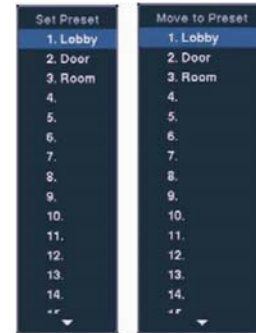 Set Preset
1. Lobby
2. Door
3. Room
4.
5.
6.
7.
8.
9.
10.
11.
12.
13.
14.
Move to Preset
1. Lobby
2. Door
3. Room
4.
5.
6.
7.
8.
9.
10.
11.
12.
13.
14.